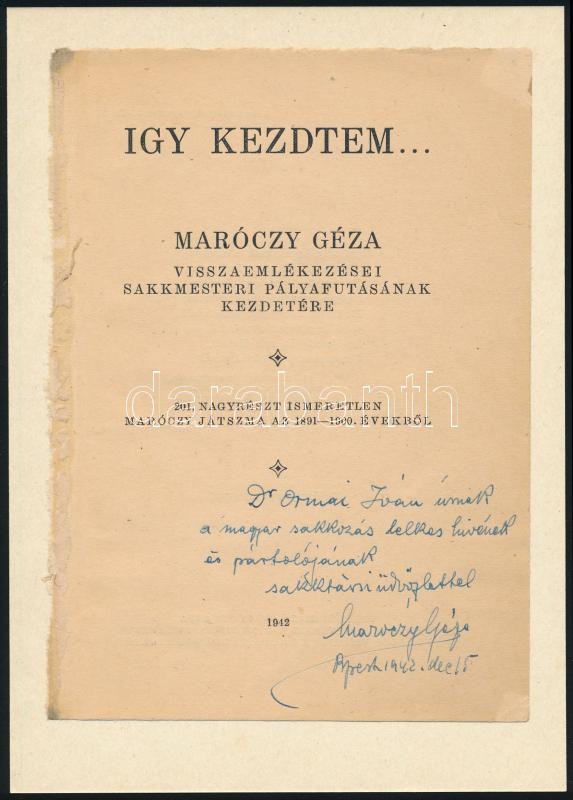 IGY KEZDTEM...
MARÓCZY GÉZA
VISSZAEMLÉKEZÉSEI
SAKKMESTERI PÁLYAFUTÁSÁNAK
KEZDETÉRE
darabanth
201, NAGYRÉSZT ISMERETLEN
MARÓCZY JÁTSZMA AZ 1891—1900. ÉVEKBŐL
Dr Ormai Iván úrnak
a magyar sakkozás lelkes hívének
és pártolójának
sakktársi üdvözlettel
1942
Maróczy Géza
Bpest 1942. dec 15